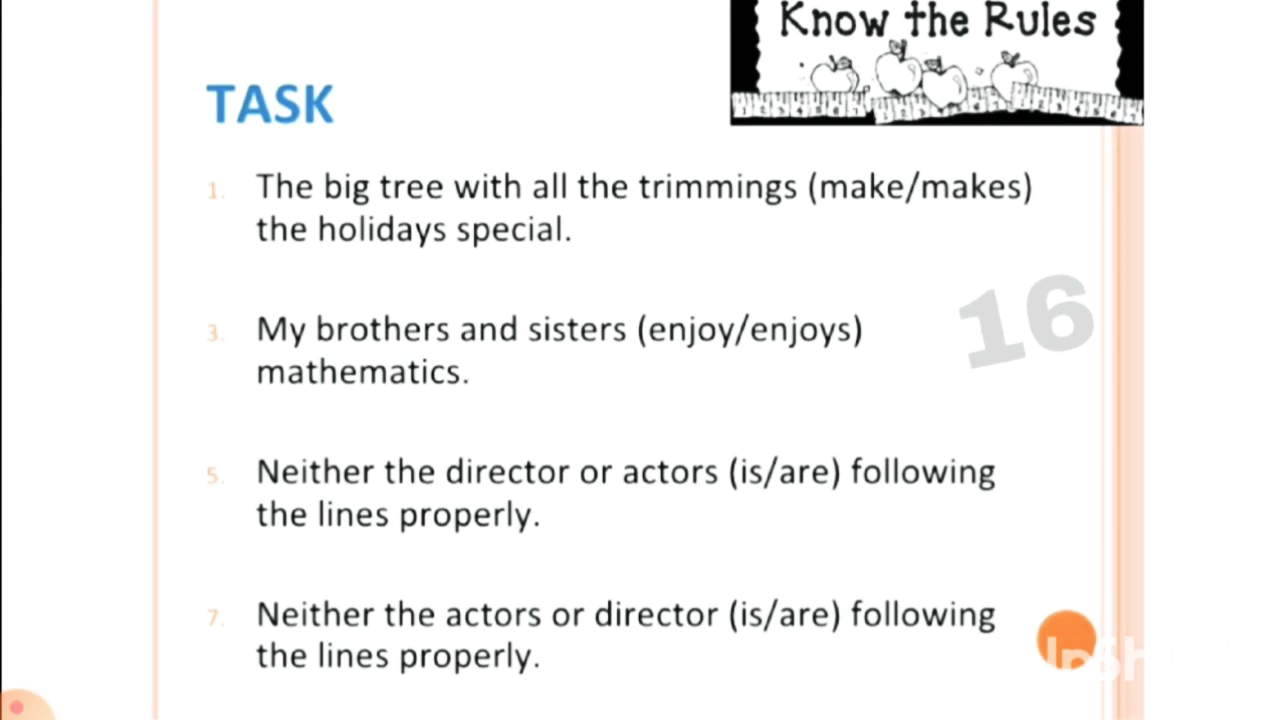 Know the Rules
TASK
1. The big tree with all the trimmings (make/makes)
the holidays special.
16
3. My brothers and sisters (enjoy/enjoys)
mathematics.
5. Neither the director or actors (is/are) following
the lines properly.
7. Neither the actors or director (is/are) following
the lines properly.